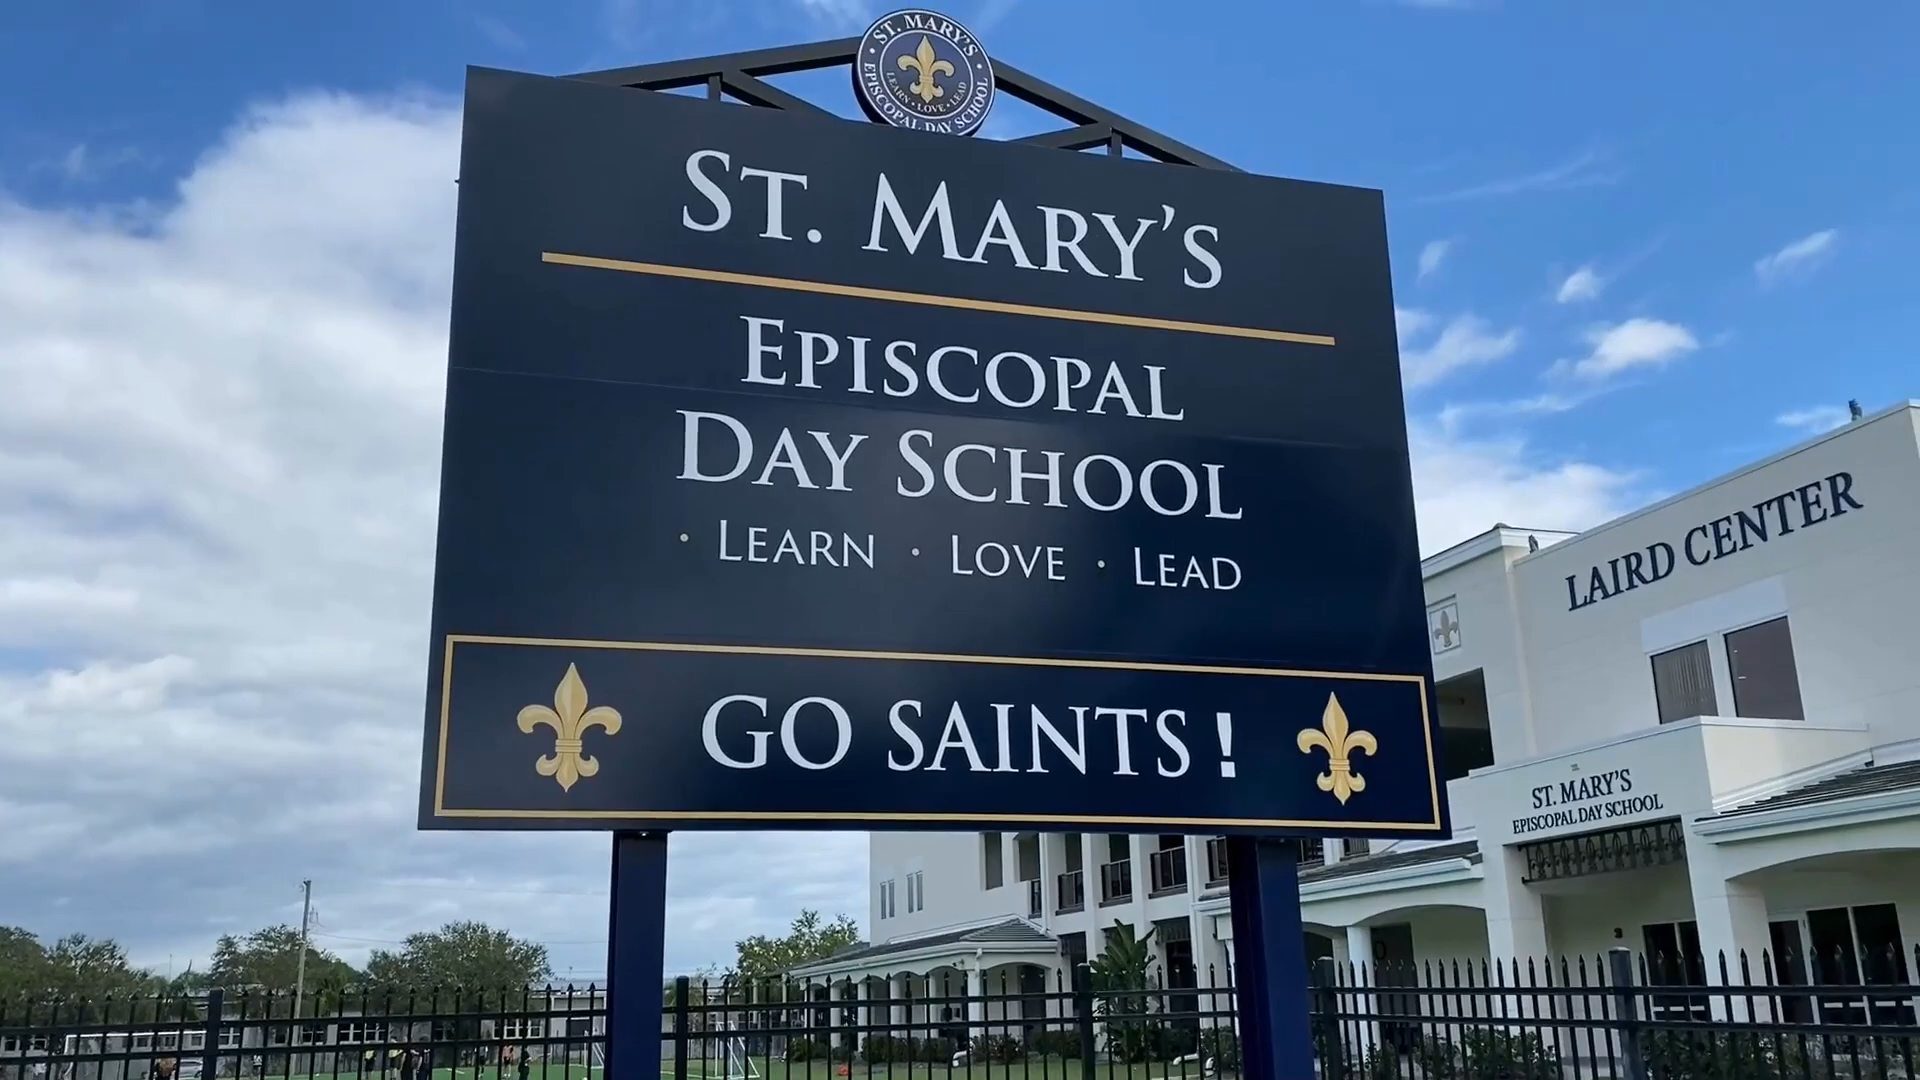 ST. MARY'S
EPISCOPAL DAY SCHOOL
LEARN • LOVE • LEAD
ST. MARY'S
EPISCOPAL
DAY SCHOOL
· LEARN · LOVE · LEAD
GO SAINTS!
LAIRD CENTER
ST. MARY'S
EPISCOPAL DAY SCHOOL